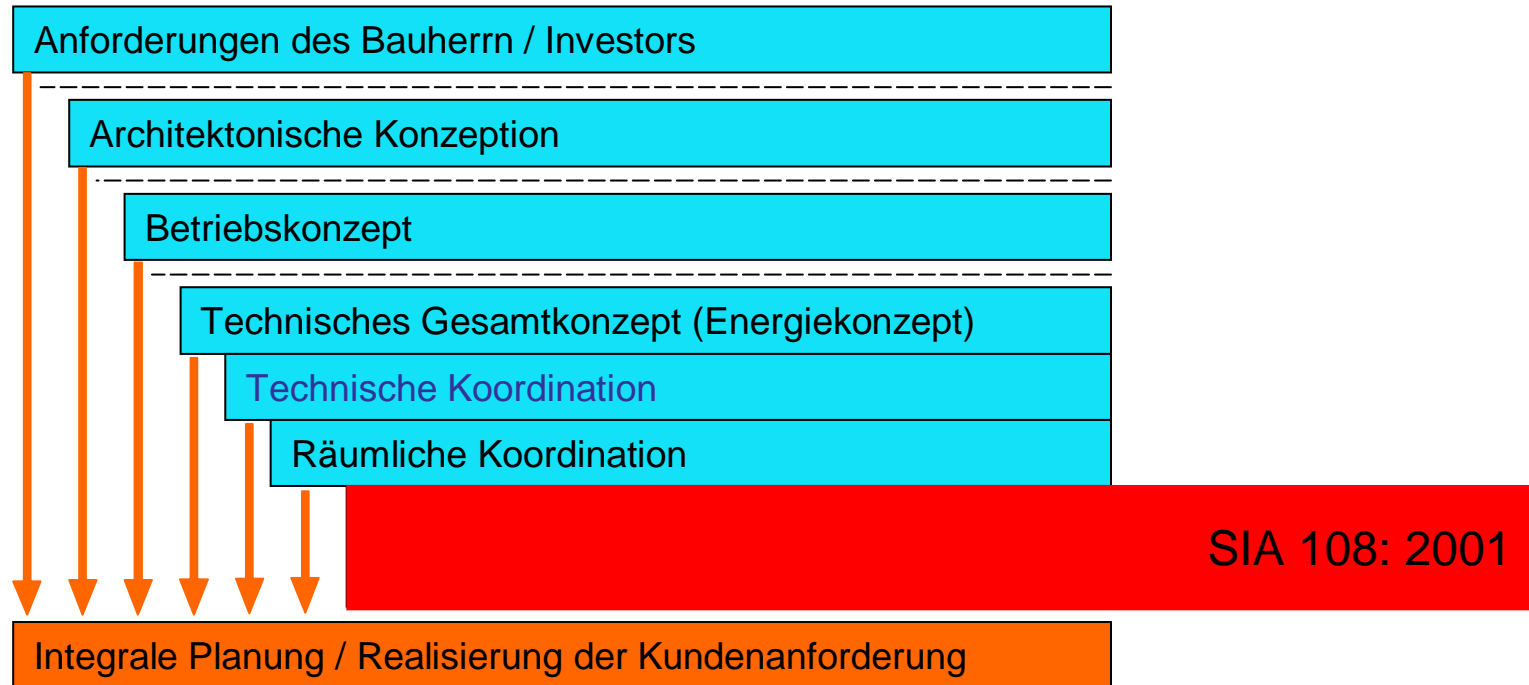 Anforderungen des Bauherrn / Investors
Architektonische Konzeption
Betriebskonzept
Technisches Gesamtkonzept (Energiekonzept)
Technische Koordination
Räumliche Koordination
SIA 108: 2001
Integrale Planung / Realisierung der Kundenanforderung